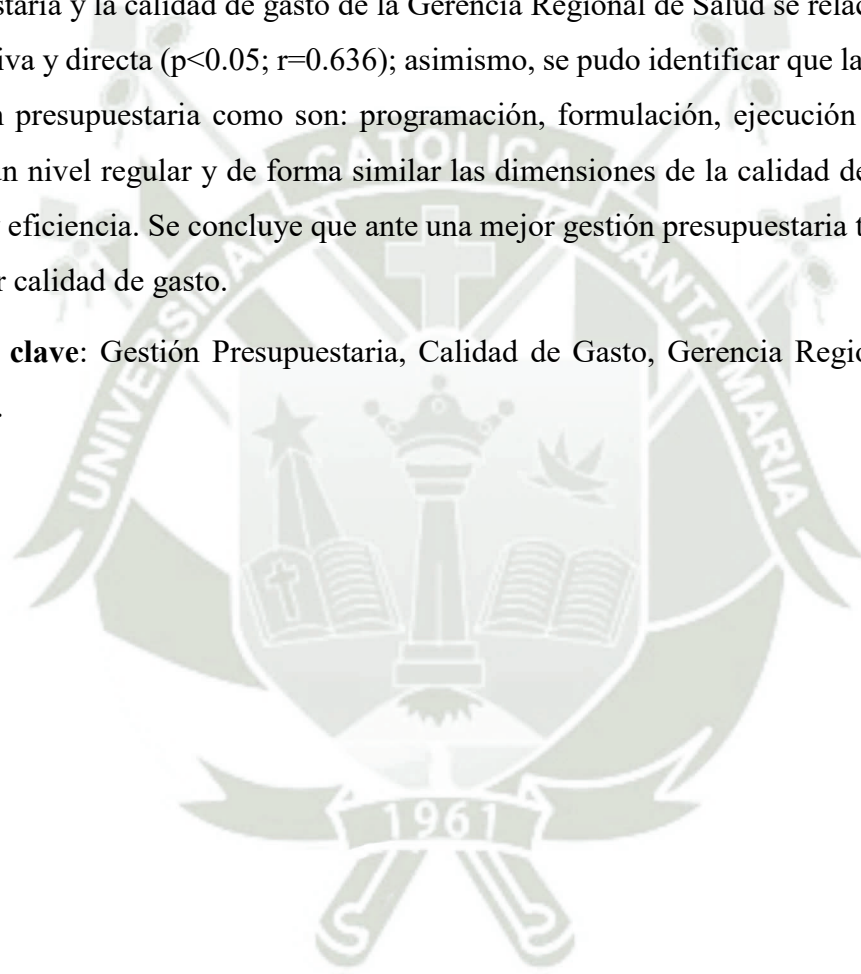 staria y la calidad de gasto de la Gerencia Regional de Salud se relac
iva y directa (p<0.05; r=0.636); asimismo, se pudo identificar que la
n presupuestaria como son: programación, formulación, ejecución
un nivel regular y de forma similar las dimensiones de la calidad de
y eficiencia. Se concluye que ante una mejor gestión presupuestaria t
r calidad de gasto.
clave: Gestión Presupuestaria, Calidad de Gasto, Gerencia Regio
.
UNIVERSIDAD CATOLICA SANTA MARIA
1961